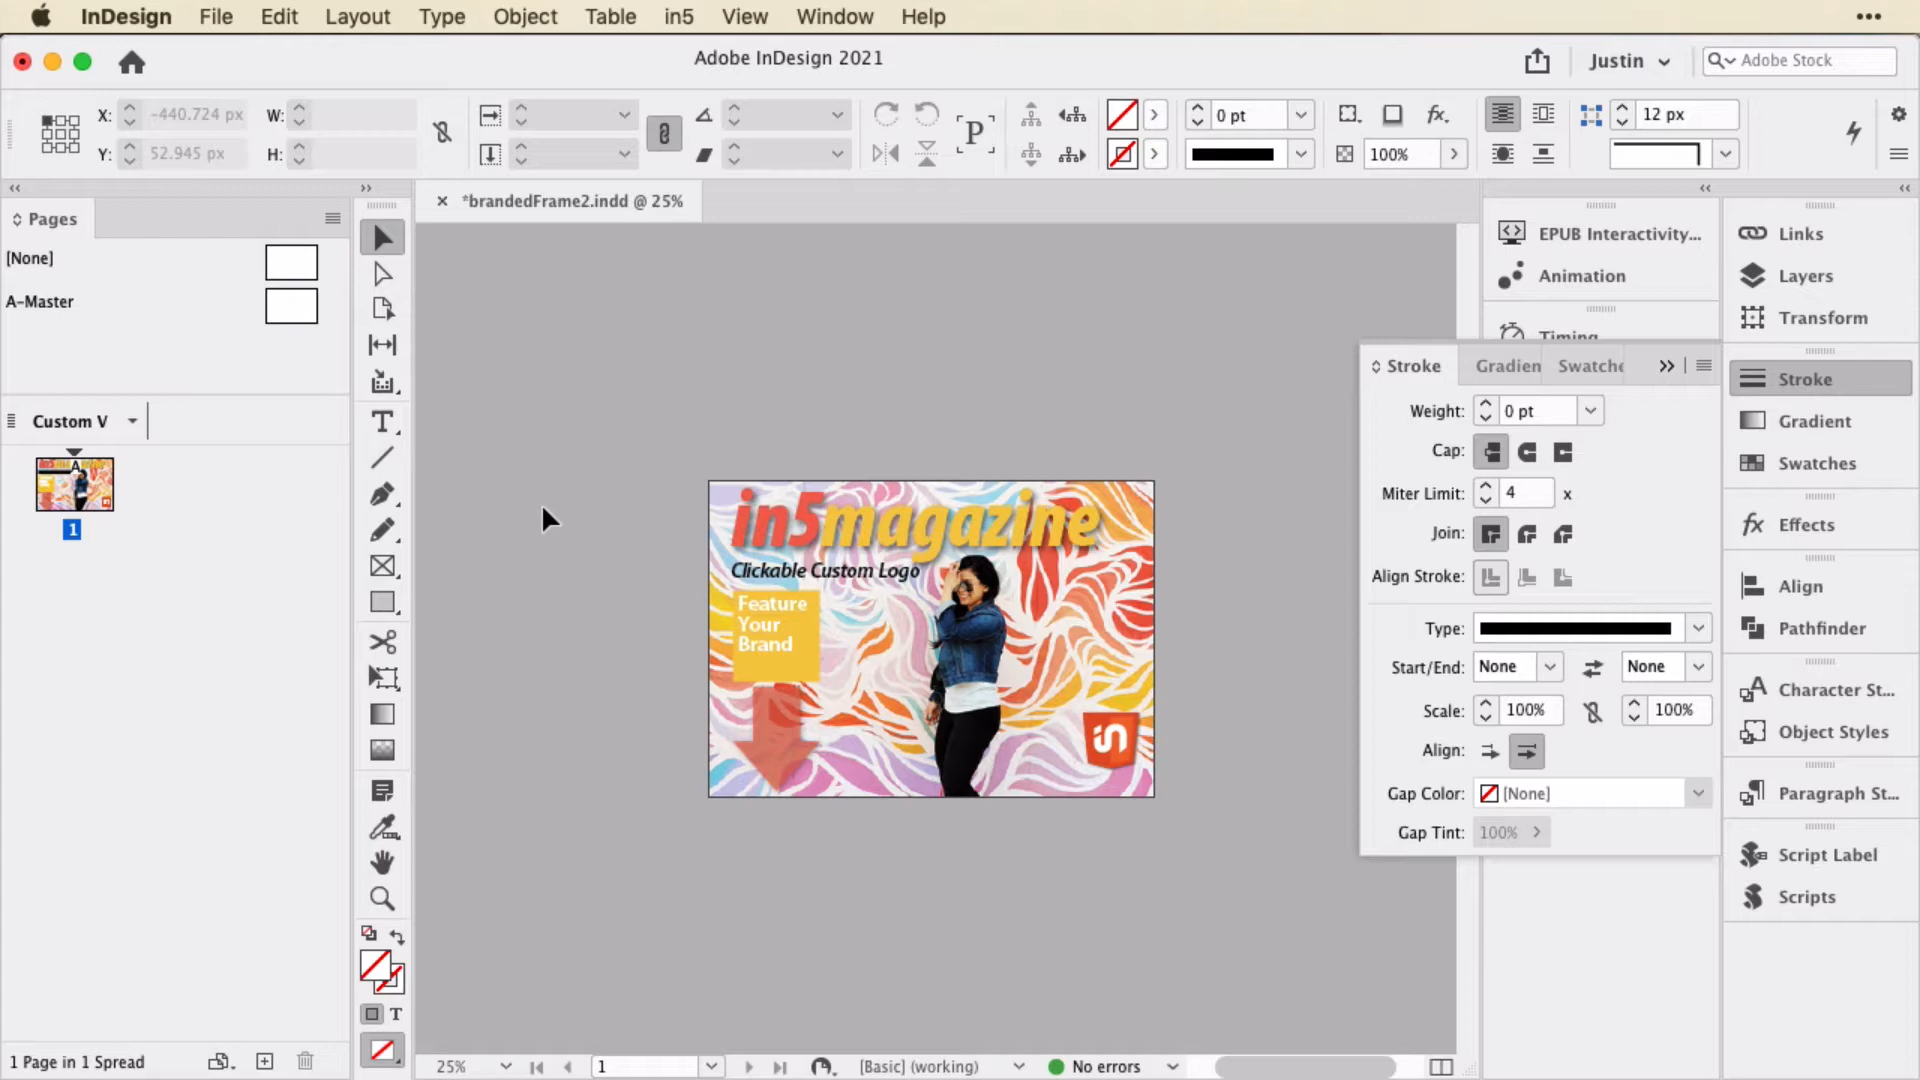 InDesign File Edit Layout Type Object Table in5 View Window Help
Adobe InDesign 2021
Justin
Adobe Stock
X: -440.724 px W: 0 pt 12 px
Y: 52.945 px H: 100%
P
Pages
*brandedFrame2.indd @ 25%
[None]
A-Master
Custom V
A
1
in5magazine
Clickable Custom Logo
Feature
Your
Brand
EPUB Interactivity...
Animation
Timing
Stroke
Gradien
Swatche
Weight: 0 pt
Cap:
Miter Limit: 4 x
Join:
Align Stroke:
Type:
Start/End: None None
Scale: 100% 100%
Align:
Gap Color: [None]
Gap Tint: 100%
Links
Layers
Transform
Stroke
Gradient
Swatches
fx Effects
Align
Pathfinder
Character St...
Object Styles
Paragraph St...
Script Label
Scripts
T
T
1 Page in 1 Spread
25% 1 [Basic] (working) No errors